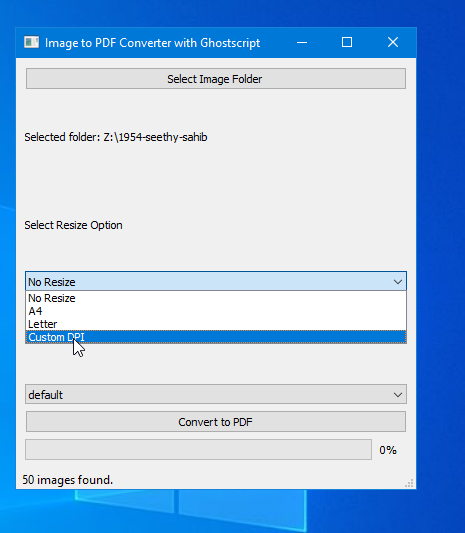 Image to PDF Converter with Ghostscript
Select Image Folder
Selected folder: Z:\1954-seethy-sahib
Select Resize Option
No Resize
No Resize
A4
Letter
Custom DPI
default
Convert to PDF
0%
50 images found.